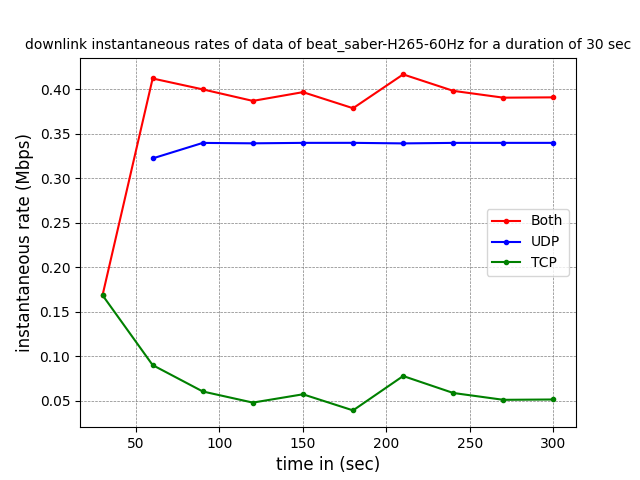 downlink instantaneous rates of data of beat_saber-H265-60Hz for a duration of 30 sec
instantaneous rate (Mbps)
0.40
0.35
0.30
0.25
0.20
0.15
0.10
0.05
Both
UDP
TCP
50 100 150 200 250 300
time in (sec)